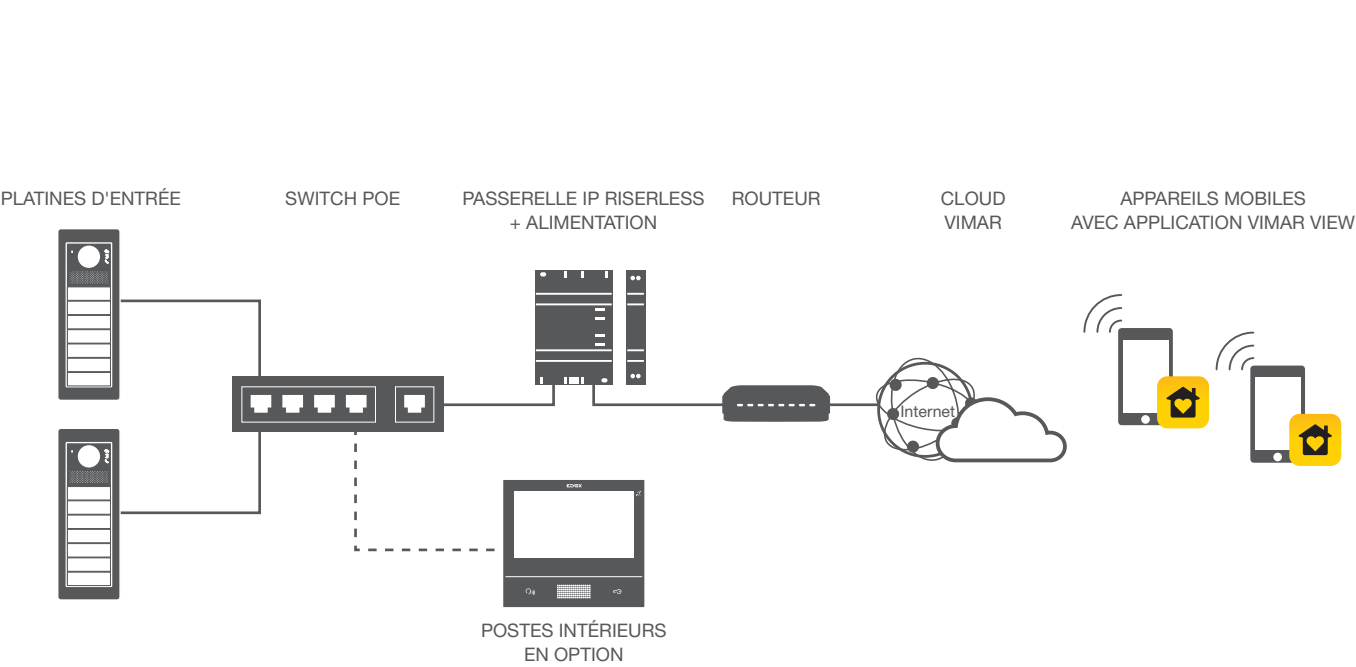 PLATINES D'ENTRÉE
SWITCH POE
PASSERELLE IP RISERLESS
+ ALIMENTATION
ROUTEUR
CLOUD
VIMAR
APPAREILS MOBILES
AVEC APPLICATION VIMAR VIEW
Internet
POSTES INTÉRIEURS
EN OPTION